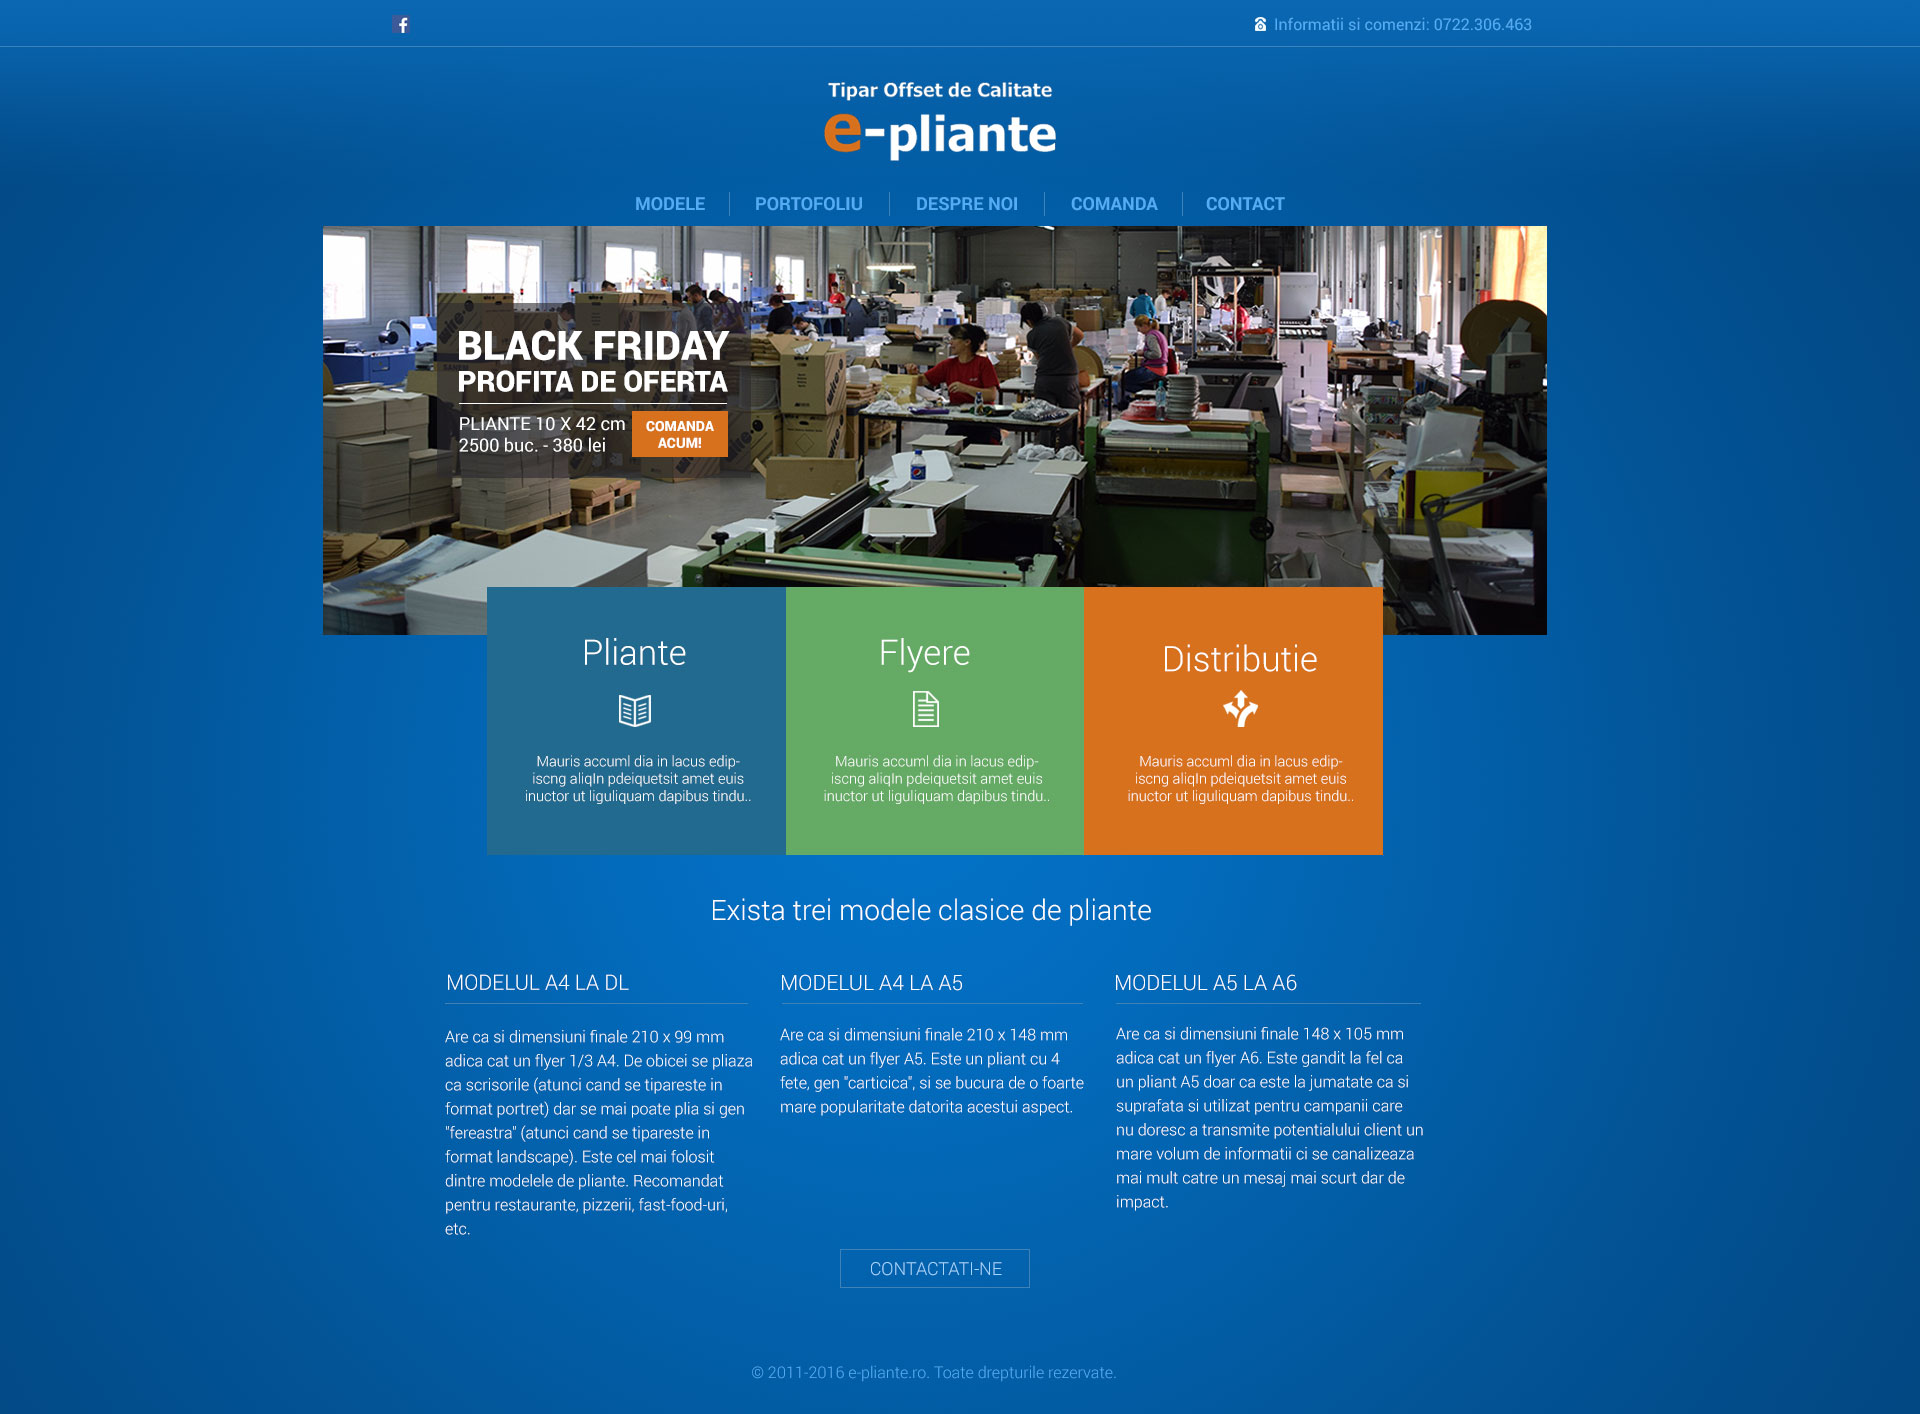 f
Informatii si comenzi: 0722.306.463
Tipar Offset de Calitate
e-pliante
MODELE
PORTOFOLIU
DESPRE NOI
COMANDA
CONTACT
BLACK FRIDAY
PROFITA DE OFERTA
PLIANTE 10 X 42 cm
2500 buc. - 380 lei
COMANDA
ACUM!
Pliante
Mauris accuml dia in lacus edip-
iscng aliqIn pdeiquetsit amet euis
inuctor ut liguliquam dapibus tindu..
Flyere
Mauris accuml dia in lacus edip-
iscng aliqIn pdeiquetsit amet euis
inuctor ut liguliquam dapibus tindu..
Distributie
Mauris accuml dia in lacus edip-
iscng aliqIn pdeiquetsit amet euis
inuctor ut liguliquam dapibus tindu..
Exista trei modele clasice de pliante
MODELUL A4 LA DL
Are ca si dimensiuni finale 210 x 99 mm
adica cat un flyer 1/3 A4. De obicei se pliaza
ca scrisorile (atunci cand se tipareste in
format portret) dar se mai poate plia si gen
"fereastra" (atunci cand se tipareste in
format landscape). Este cel mai folosit
dintre modelele de pliante. Recomandat
pentru restaurante, pizzerii, fast-food-uri,
etc.
MODELUL A4 LA A5
Are ca si dimensiuni finale 210 x 148 mm
adica cat un flyer A5. Este un pliant cu 4
fete, gen "carticica", si se bucura de o foarte
mare popularitate datorita acestui aspect.
MODELUL A5 LA A6
Are ca si dimensiuni finale 148 x 105 mm
adica cat un flyer A6. Este gandit la fel ca
un pliant A5 doar ca este la jumatate ca si
suprafata si utilizat pentru campanii care
nu doresc a transmite potentialului client un
mare volum de informatii ci se canalizeaza
mai mult catre un mesaj mai scurt dar de
impact.
CONTACTATI-NE
© 2011-2016 e-pliante.ro. Toate drepturile rezervate.